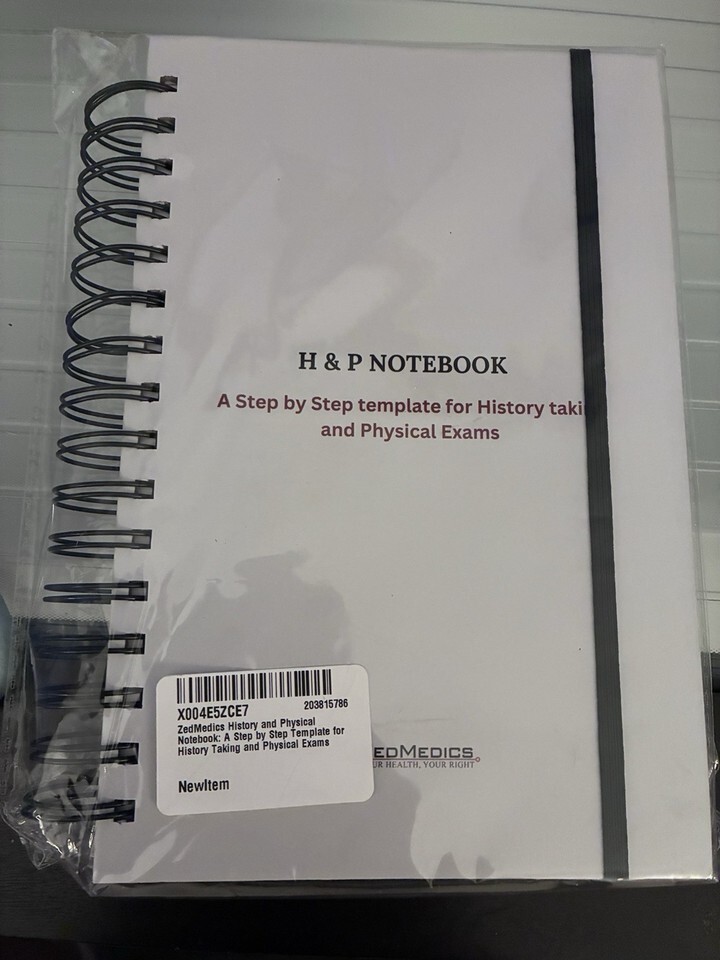 H & P NOTEBOOK
A Step by Step template for History taki
and Physical Exams
X004E5ZCE7
203815786
ZedMedics History and Physical
Notebook: A Step by Step Template for
History Taking and Physical Exams
NewItem
EDMEDICS
UR HEALTH, YOUR RIGHT